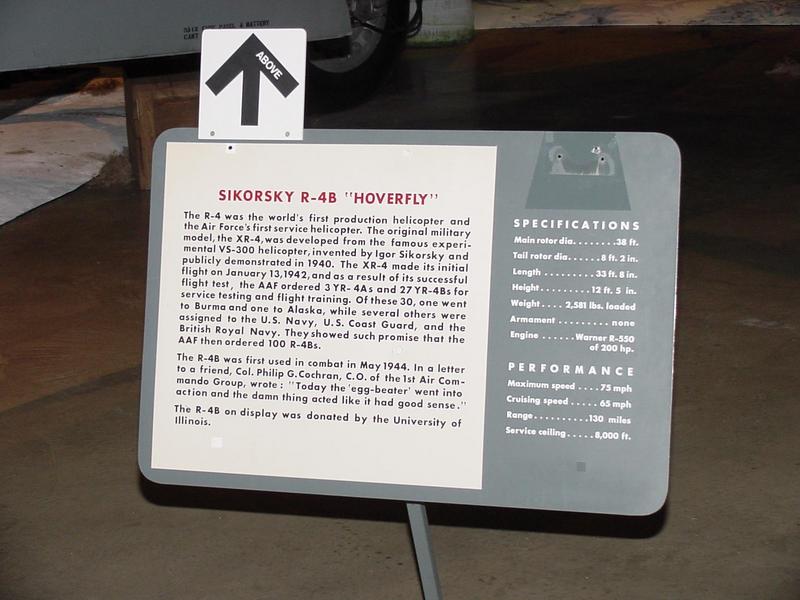 ABOVE
SIKORSKY R-4B "HOVERFLY"
The R-4 was the world's first production helicopter and
the Air Force's first service helicopter. The original military
model, the XR-4, was developed from the famous experi-
mental VS-300 helicopter, invented by Igor Sikorsky and
publicly demonstrated in 1940. The XR-4 made its initial
flight on January 13, 1942, and as a result of its successful
flight test, the AAF ordered 3 YR-4As and 27 YR-4Bs for
service testing and flight training. Of these 30, one went
to Burma and one to Alaska, while several others were
assigned to the U.S. Navy, U.S. Coast Guard, and the
British Royal Navy. They showed such promise that the
AAF then ordered 100 R-4Bs.
The R-4B was first used in combat in May 1944. In a letter
to a friend, Col. Philip G. Cochran, C.O. of the 1st Air Com-
mando Group, wrote: "Today the 'egg-beater' went into
action and the damn thing acted like it had good sense."
The R-4B on display was donated by the University of
Illinois.
SPECIFICATIONS
Main rotor dia........38 ft.
Tail rotor dia......8 ft. 2 in.
Length ........33 ft. 8 in.
Height........12 ft. 5 in.
Weight.... 2,581 lbs. loaded
Armament ........ none
Engine ......Warner R-550
of 200 hp.
PERFORMANCE
Maximum speed ....75 mph
Cruising speed .....65 mph
Range..........130 miles
Service ceiling.....8,000 ft.